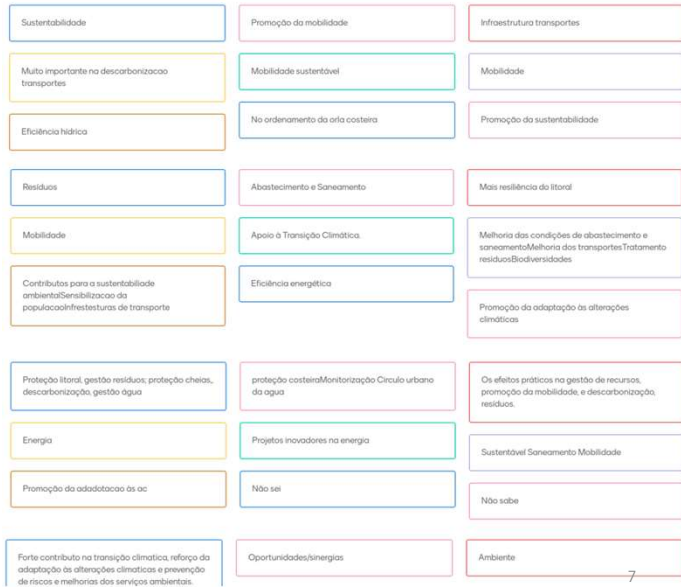 Sustentabilidade
Promoção da mobilidade
Infraestrutura transportes
Muito importante na descarbonizacao
transportes
Mobilidade sustentável
Mobilidade
Eficiência hídrica
No ordenamento da orla costeira
Promoção da sustentabilidade
Resíduos
Abastecimento e Saneamento
Mais resiliência do litoral
Mobilidade
Apoio à Transição Climática.
Melhoria das condições de abastecimento e
saneamentoMelhoria dos transportesTratamento
resíduosBiodiversidades
Contributos para a sustentabiliade
ambientalSensibilizacao da
populacaoInfrestesturas de transporte
Eficiência energética
Promoção da adaptação às alterações
climáticas
Proteção litoral, gestão resíduos; proteção cheias,,
descarbonização, gestão água
proteção costeiraMonitorização Circulo urbano
da agua
Os efeitos práticos na gestão de recursos,
promoção da mobilidade, e descarbonização,
resíduos.
Energia
Projetos inovadores na energia
Sustentável Saneamento Mobilidade
Promoção da adadotacao às ac
Não sei
Não sabe
Forte contributo na transição climatica, reforço da
adaptação às alterações climaticas e prevenção
de riscos e melhorias dos serviços ambientais.
Oportunidades/sinergias
Ambiente
7